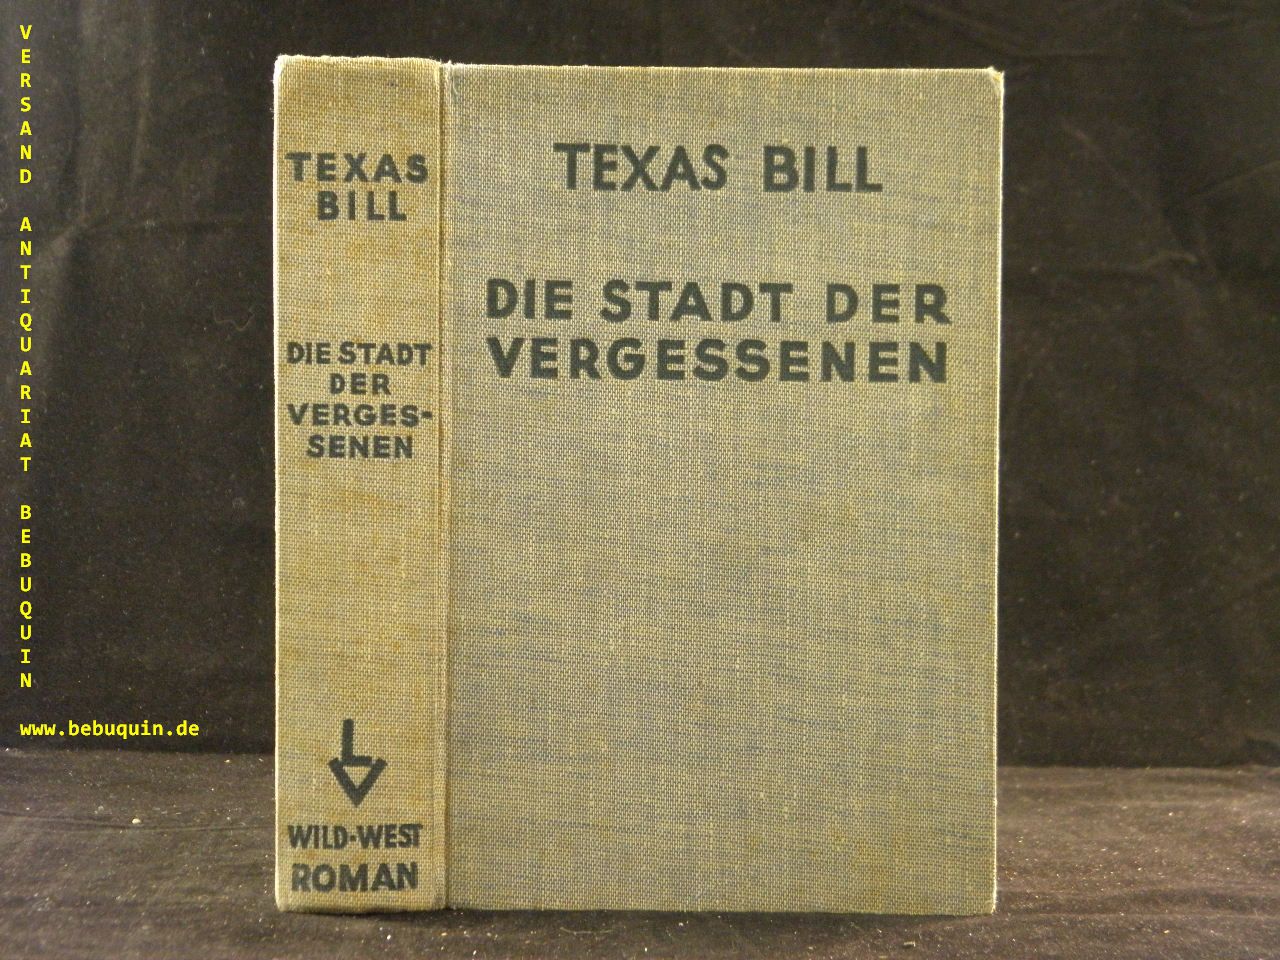 VERSAND ANTIQUARIAT BEBUQUIN
www.bebuquin.de
TEXAS
BILL
DIE STADT
DER
VERGES-
SENEN
WILD-WEST
ROMAN
TEXAS BILL
DIE STADT DER
VERGESSENEN